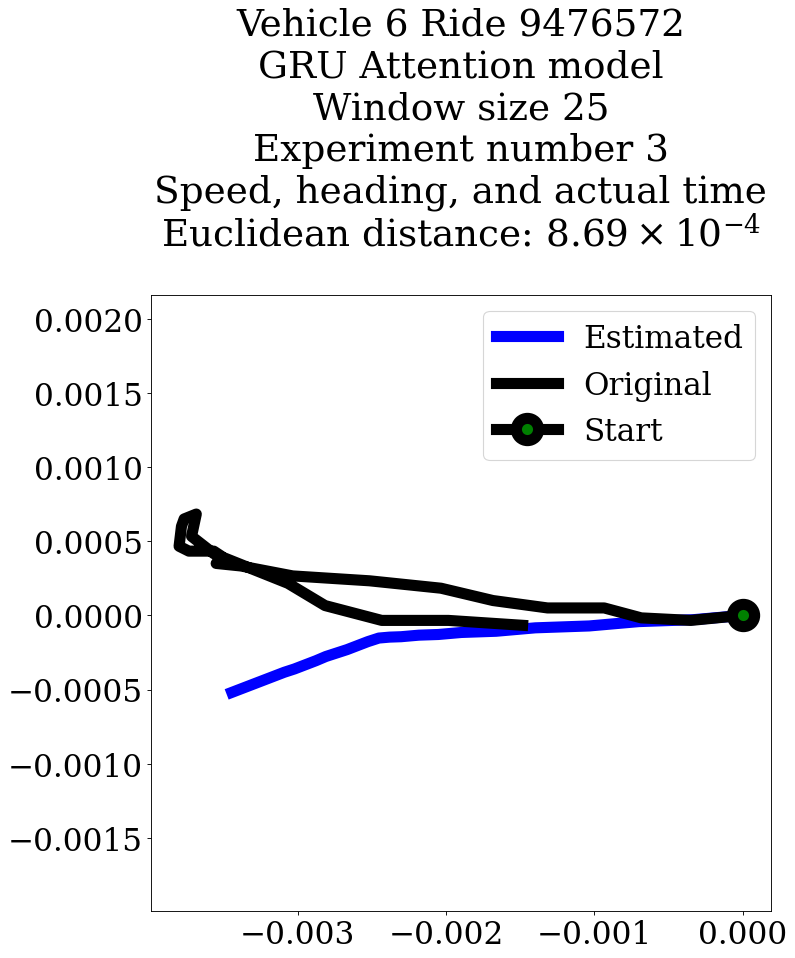 Vehicle 6 Ride 9476572
GRU Attention model
Window size 25
Experiment number 3
Speed, heading, and actual time
Euclidean distance: 8.69 × 10⁻⁴
Estimated
Original
Start
0.0020
0.0015
0.0010
0.0005
0.0000
−0.0005
−0.0010
−0.0015
−0.003 −0.002 −0.001 0.000